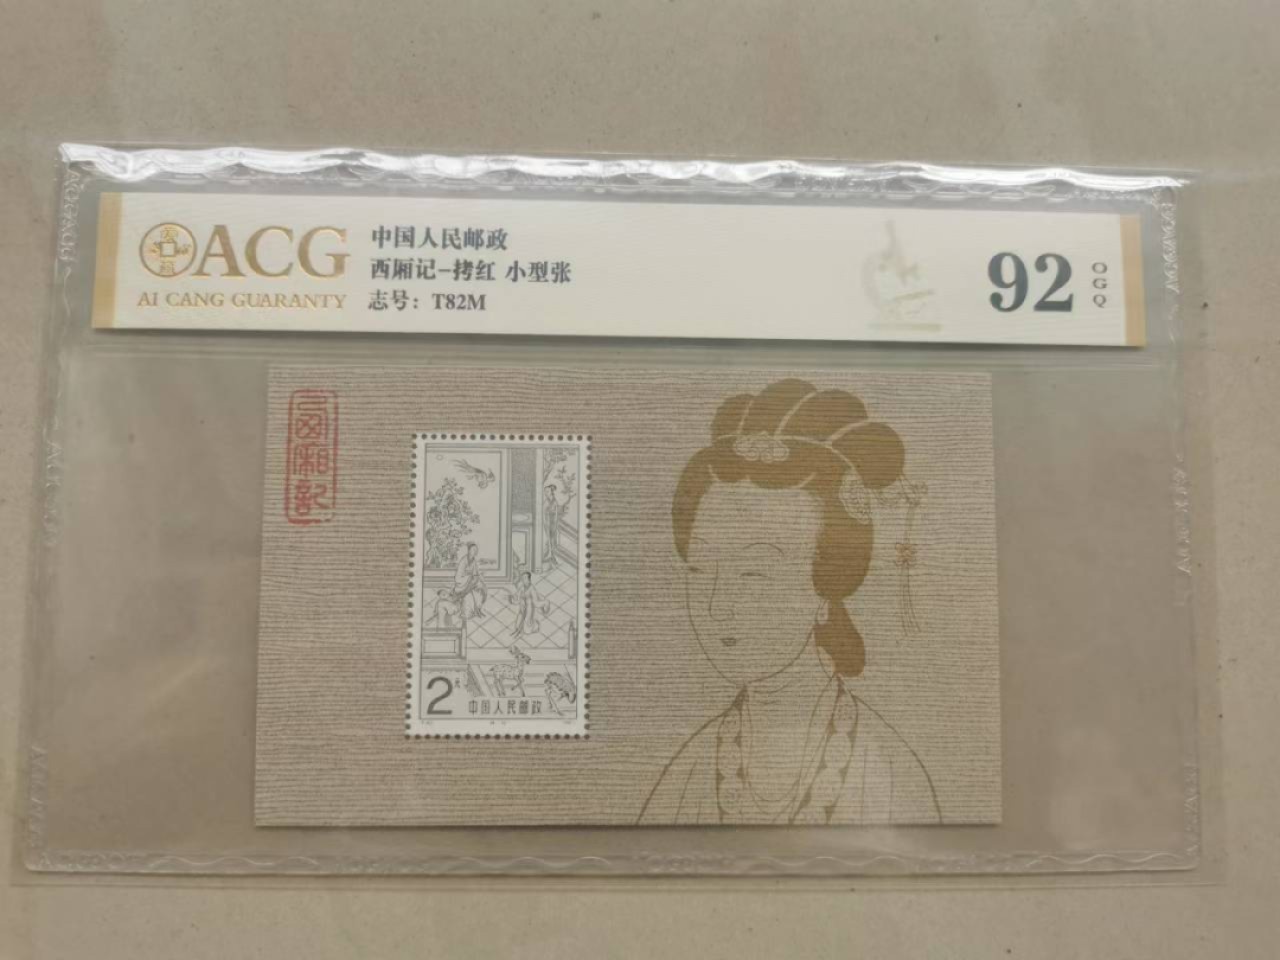 ACG
AI CANG GUARANTY
中国人民邮政
西厢记-拷红 小型张
志号：T82M
92
OGQ
西厢記
2元
中国人民邮政